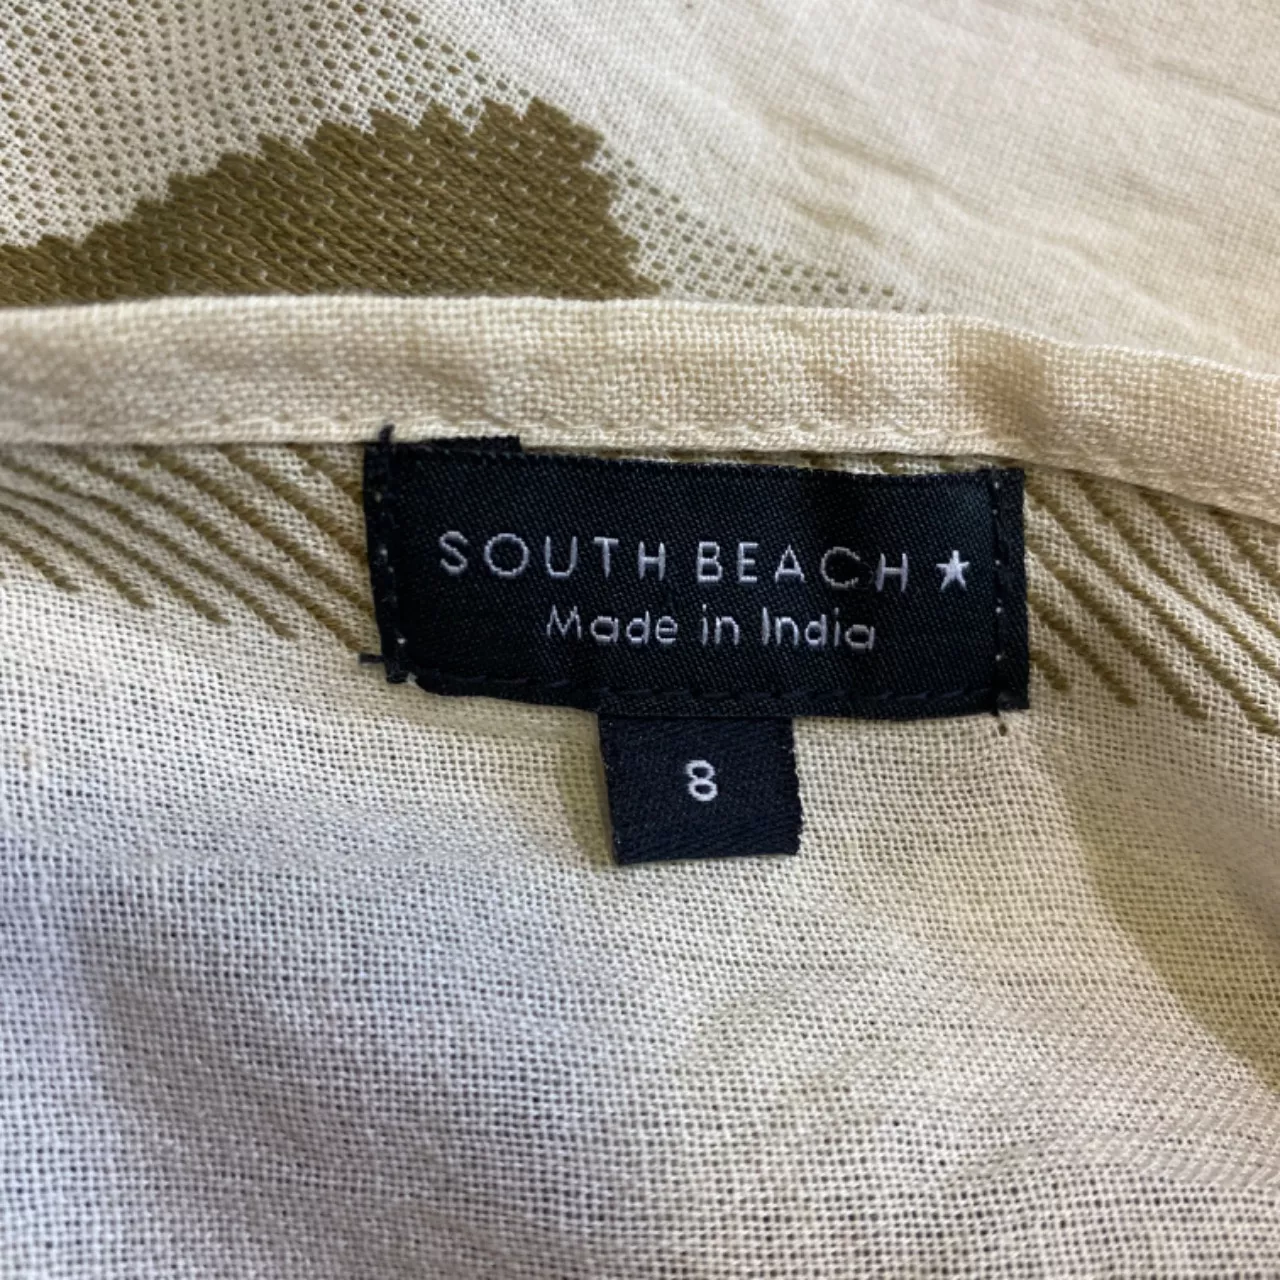 SOUTH BEACH ★
Made in India
8